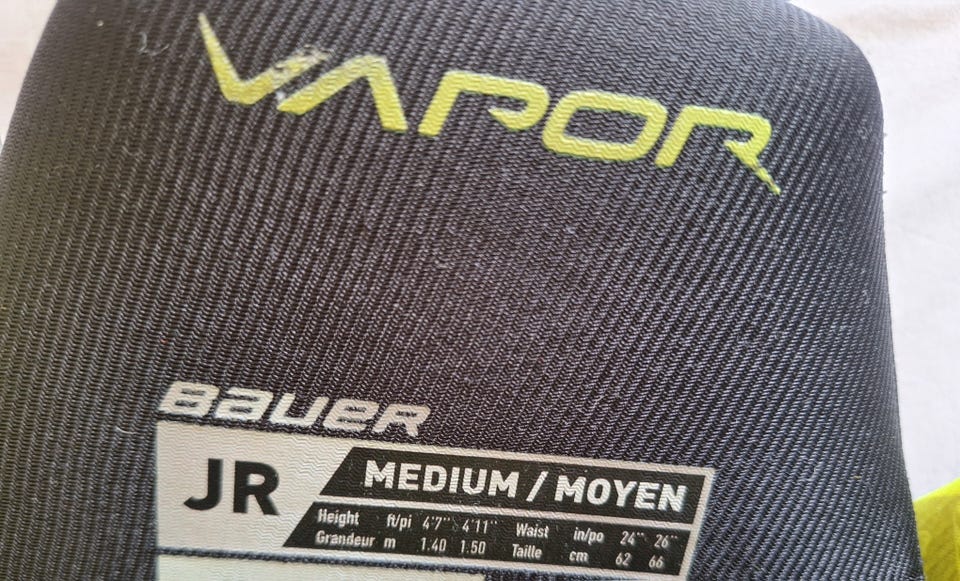 VAPOR
BAUER
JR
MEDIUM / MOYEN
Height ft/pi 4'7" 4'11" Waist in/po 24" 26"
Grandeur m 1.40 1.50 Taille cm 62 66